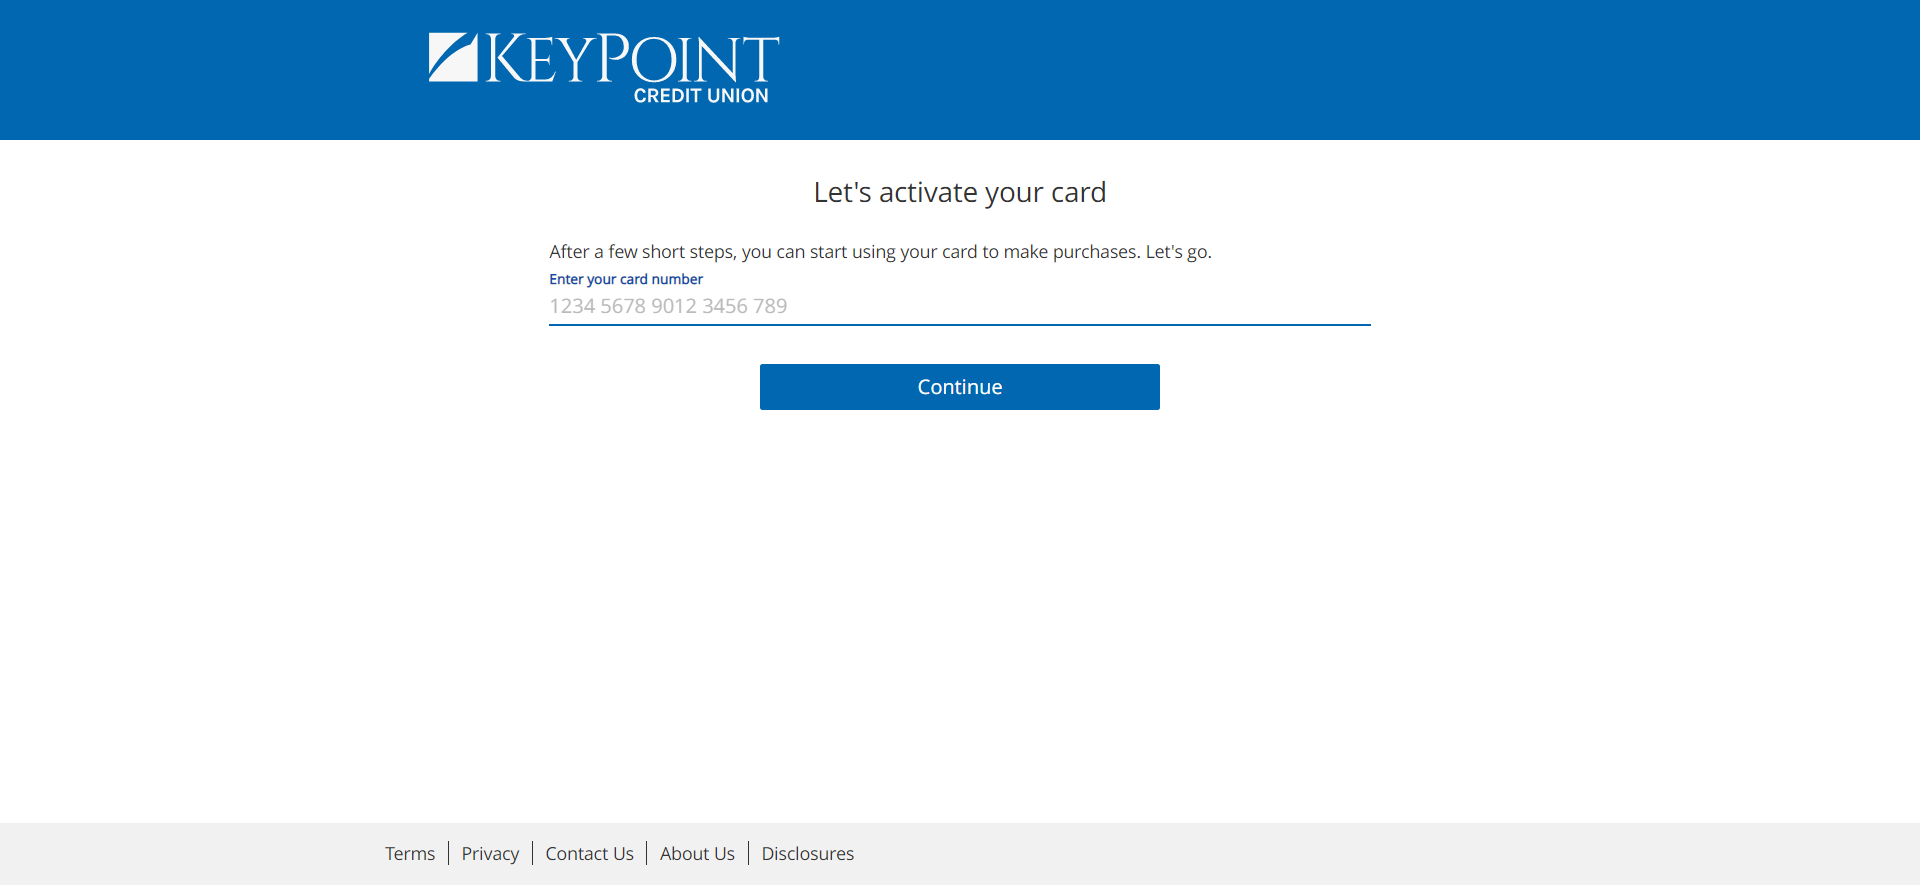 KEYPOINT
CREDIT UNION
Let's activate your card
After a few short steps, you can start using your card to make purchases. Let's go.
Enter your card number
1234 5678 9012 3456 789
Continue
Terms
Privacy
Contact Us
About Us
Disclosures